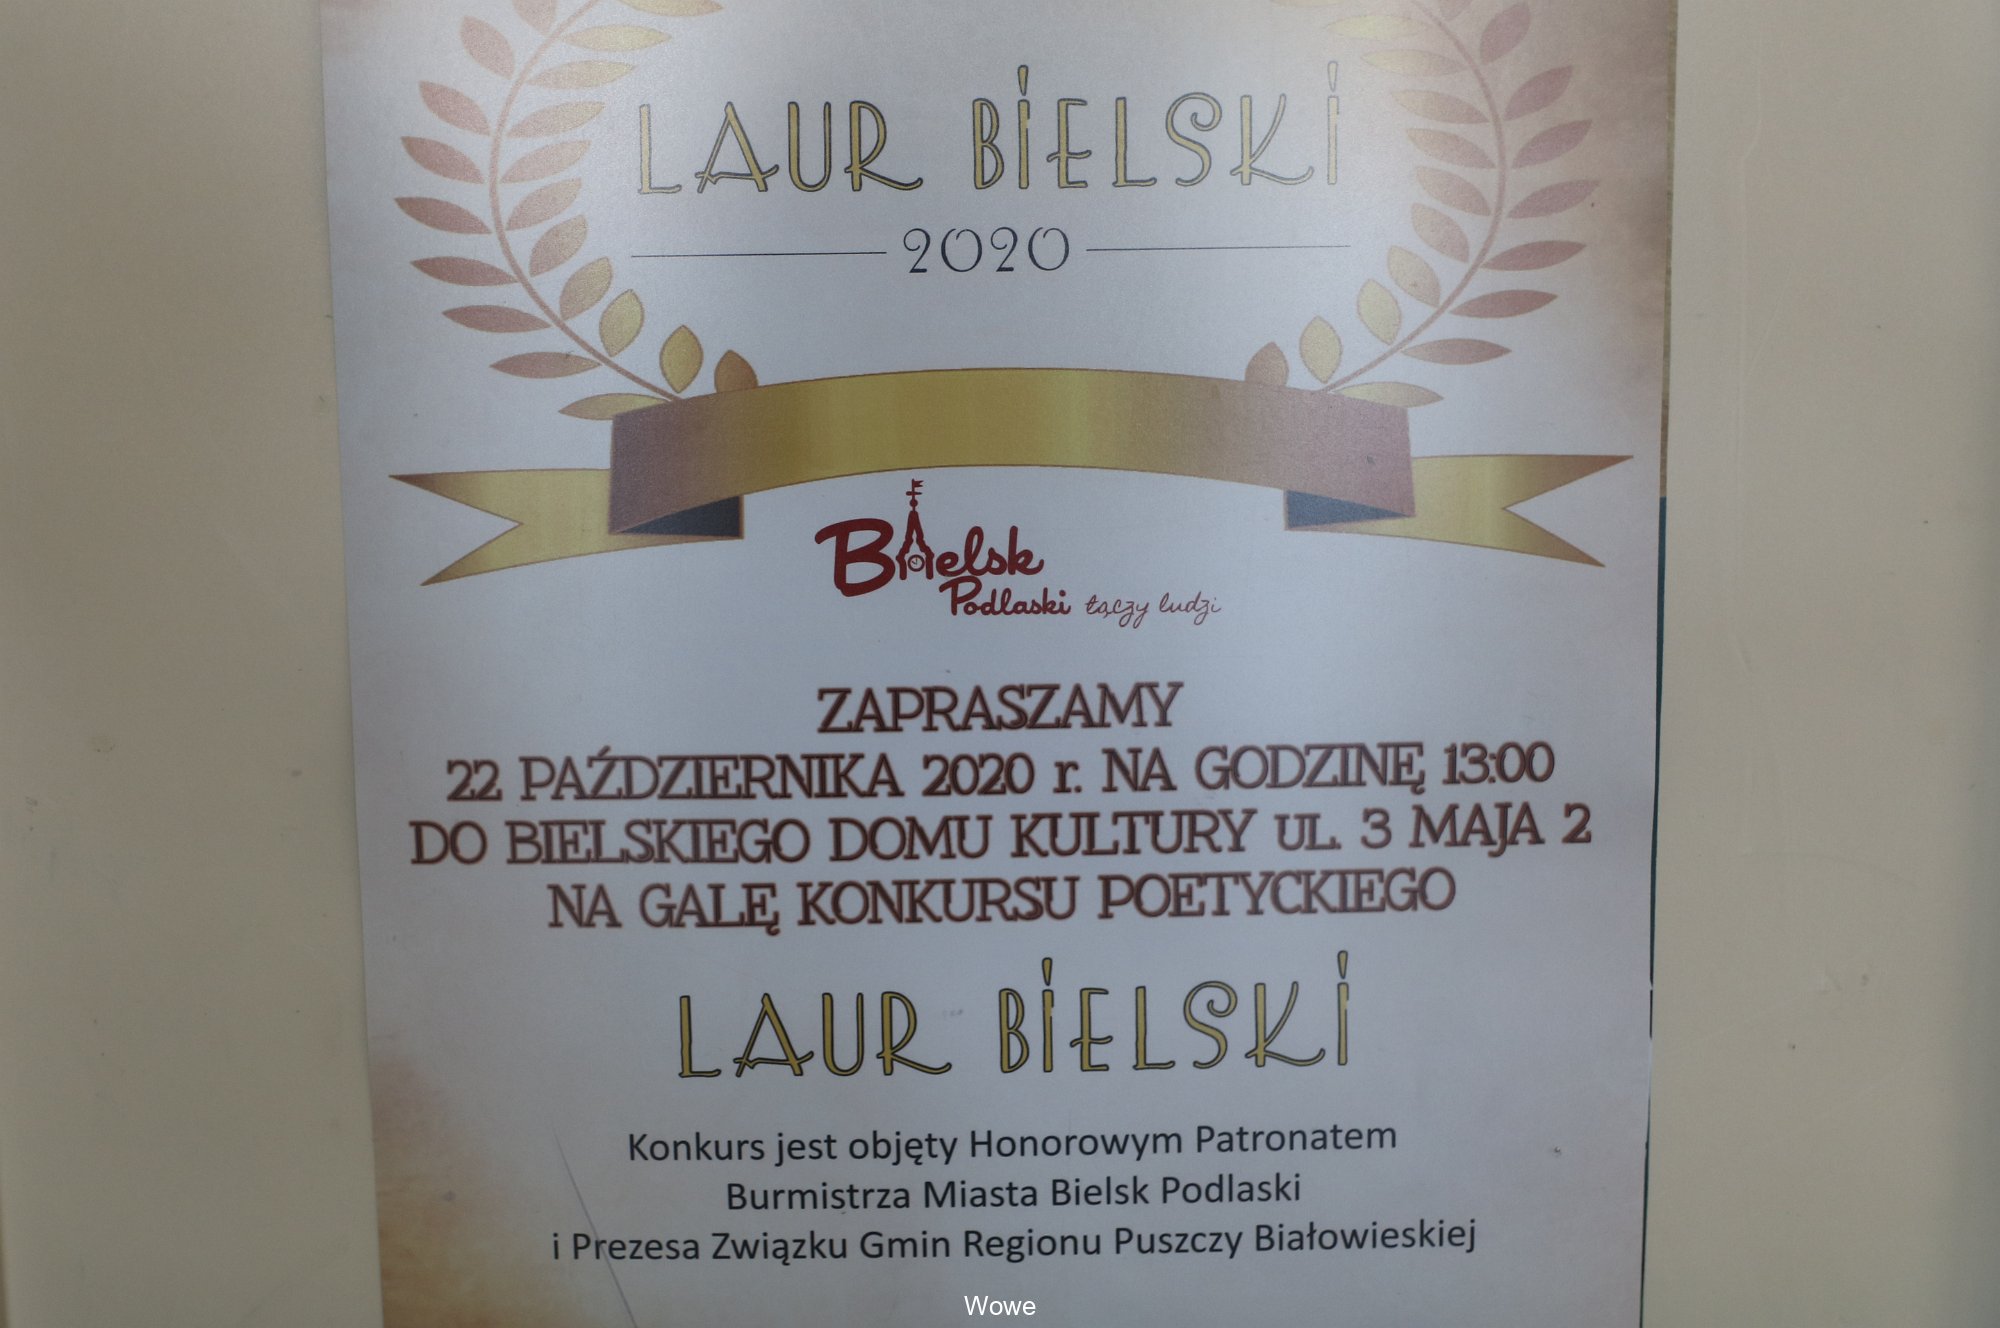 LAUR BIELSKI
2020
Bielsk
Podlaski łączy ludzi
ZAPRASZAMY
22 PAŹDZIERNIKA 2020 r. NA GODZINĘ 13:00
DO BIELSKIEGO DOMU KULTURY UL. 3 MAJA 2
NA GALĘ KONKURSU POETYCKIEGO
LAUR BIELSKI
Konkurs jest objęty Honorowym Patronatem
Burmistrza Miasta Bielsk Podlaski
i Prezesa Związku Gmin Regionu Puszczy Białowieskiej
Wowe